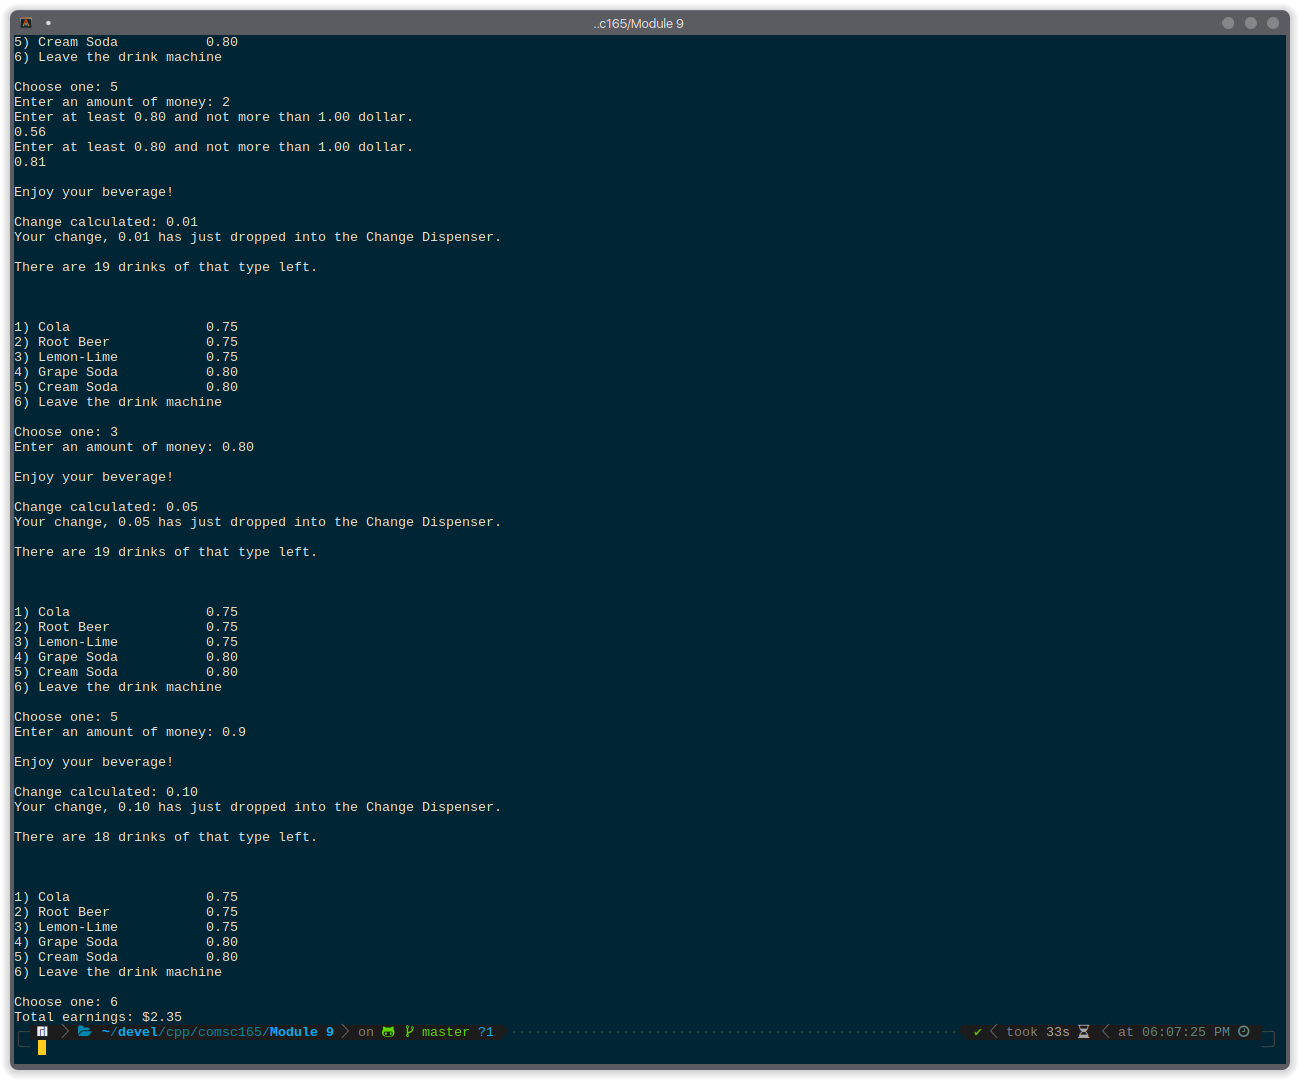 ..c165/Module 9
5) Cream Soda           0.80
6) Leave the drink machine

Choose one: 5
Enter an amount of money: 2
Enter at least 0.80 and not more than 1.00 dollar.
0.56
Enter at least 0.80 and not more than 1.00 dollar.
0.81

Enjoy your beverage!

Change calculated: 0.01
Your change, 0.01 has just dropped into the Change Dispenser.

There are 19 drinks of that type left.

1) Cola                 0.75
2) Root Beer            0.75
3) Lemon-Lime           0.75
4) Grape Soda           0.80
5) Cream Soda           0.80
6) Leave the drink machine

Choose one: 3
Enter an amount of money: 0.80

Enjoy your beverage!

Change calculated: 0.05
Your change, 0.05 has just dropped into the Change Dispenser.

There are 19 drinks of that type left.

1) Cola                 0.75
2) Root Beer            0.75
3) Lemon-Lime           0.75
4) Grape Soda           0.80
5) Cream Soda           0.80
6) Leave the drink machine

Choose one: 5
Enter an amount of money: 0.9

Enjoy your beverage!

Change calculated: 0.10
Your change, 0.10 has just dropped into the Change Dispenser.

There are 18 drinks of that type left.

1) Cola                 0.75
2) Root Beer            0.75
3) Lemon-Lime           0.75
4) Grape Soda           0.80
5) Cream Soda           0.80
6) Leave the drink machine

Choose one: 6
Total earnings: $2.35
~/devel/cpp/comsc165/Module 9 on master ?1 ✔ took 33s at 06:07:25 PM